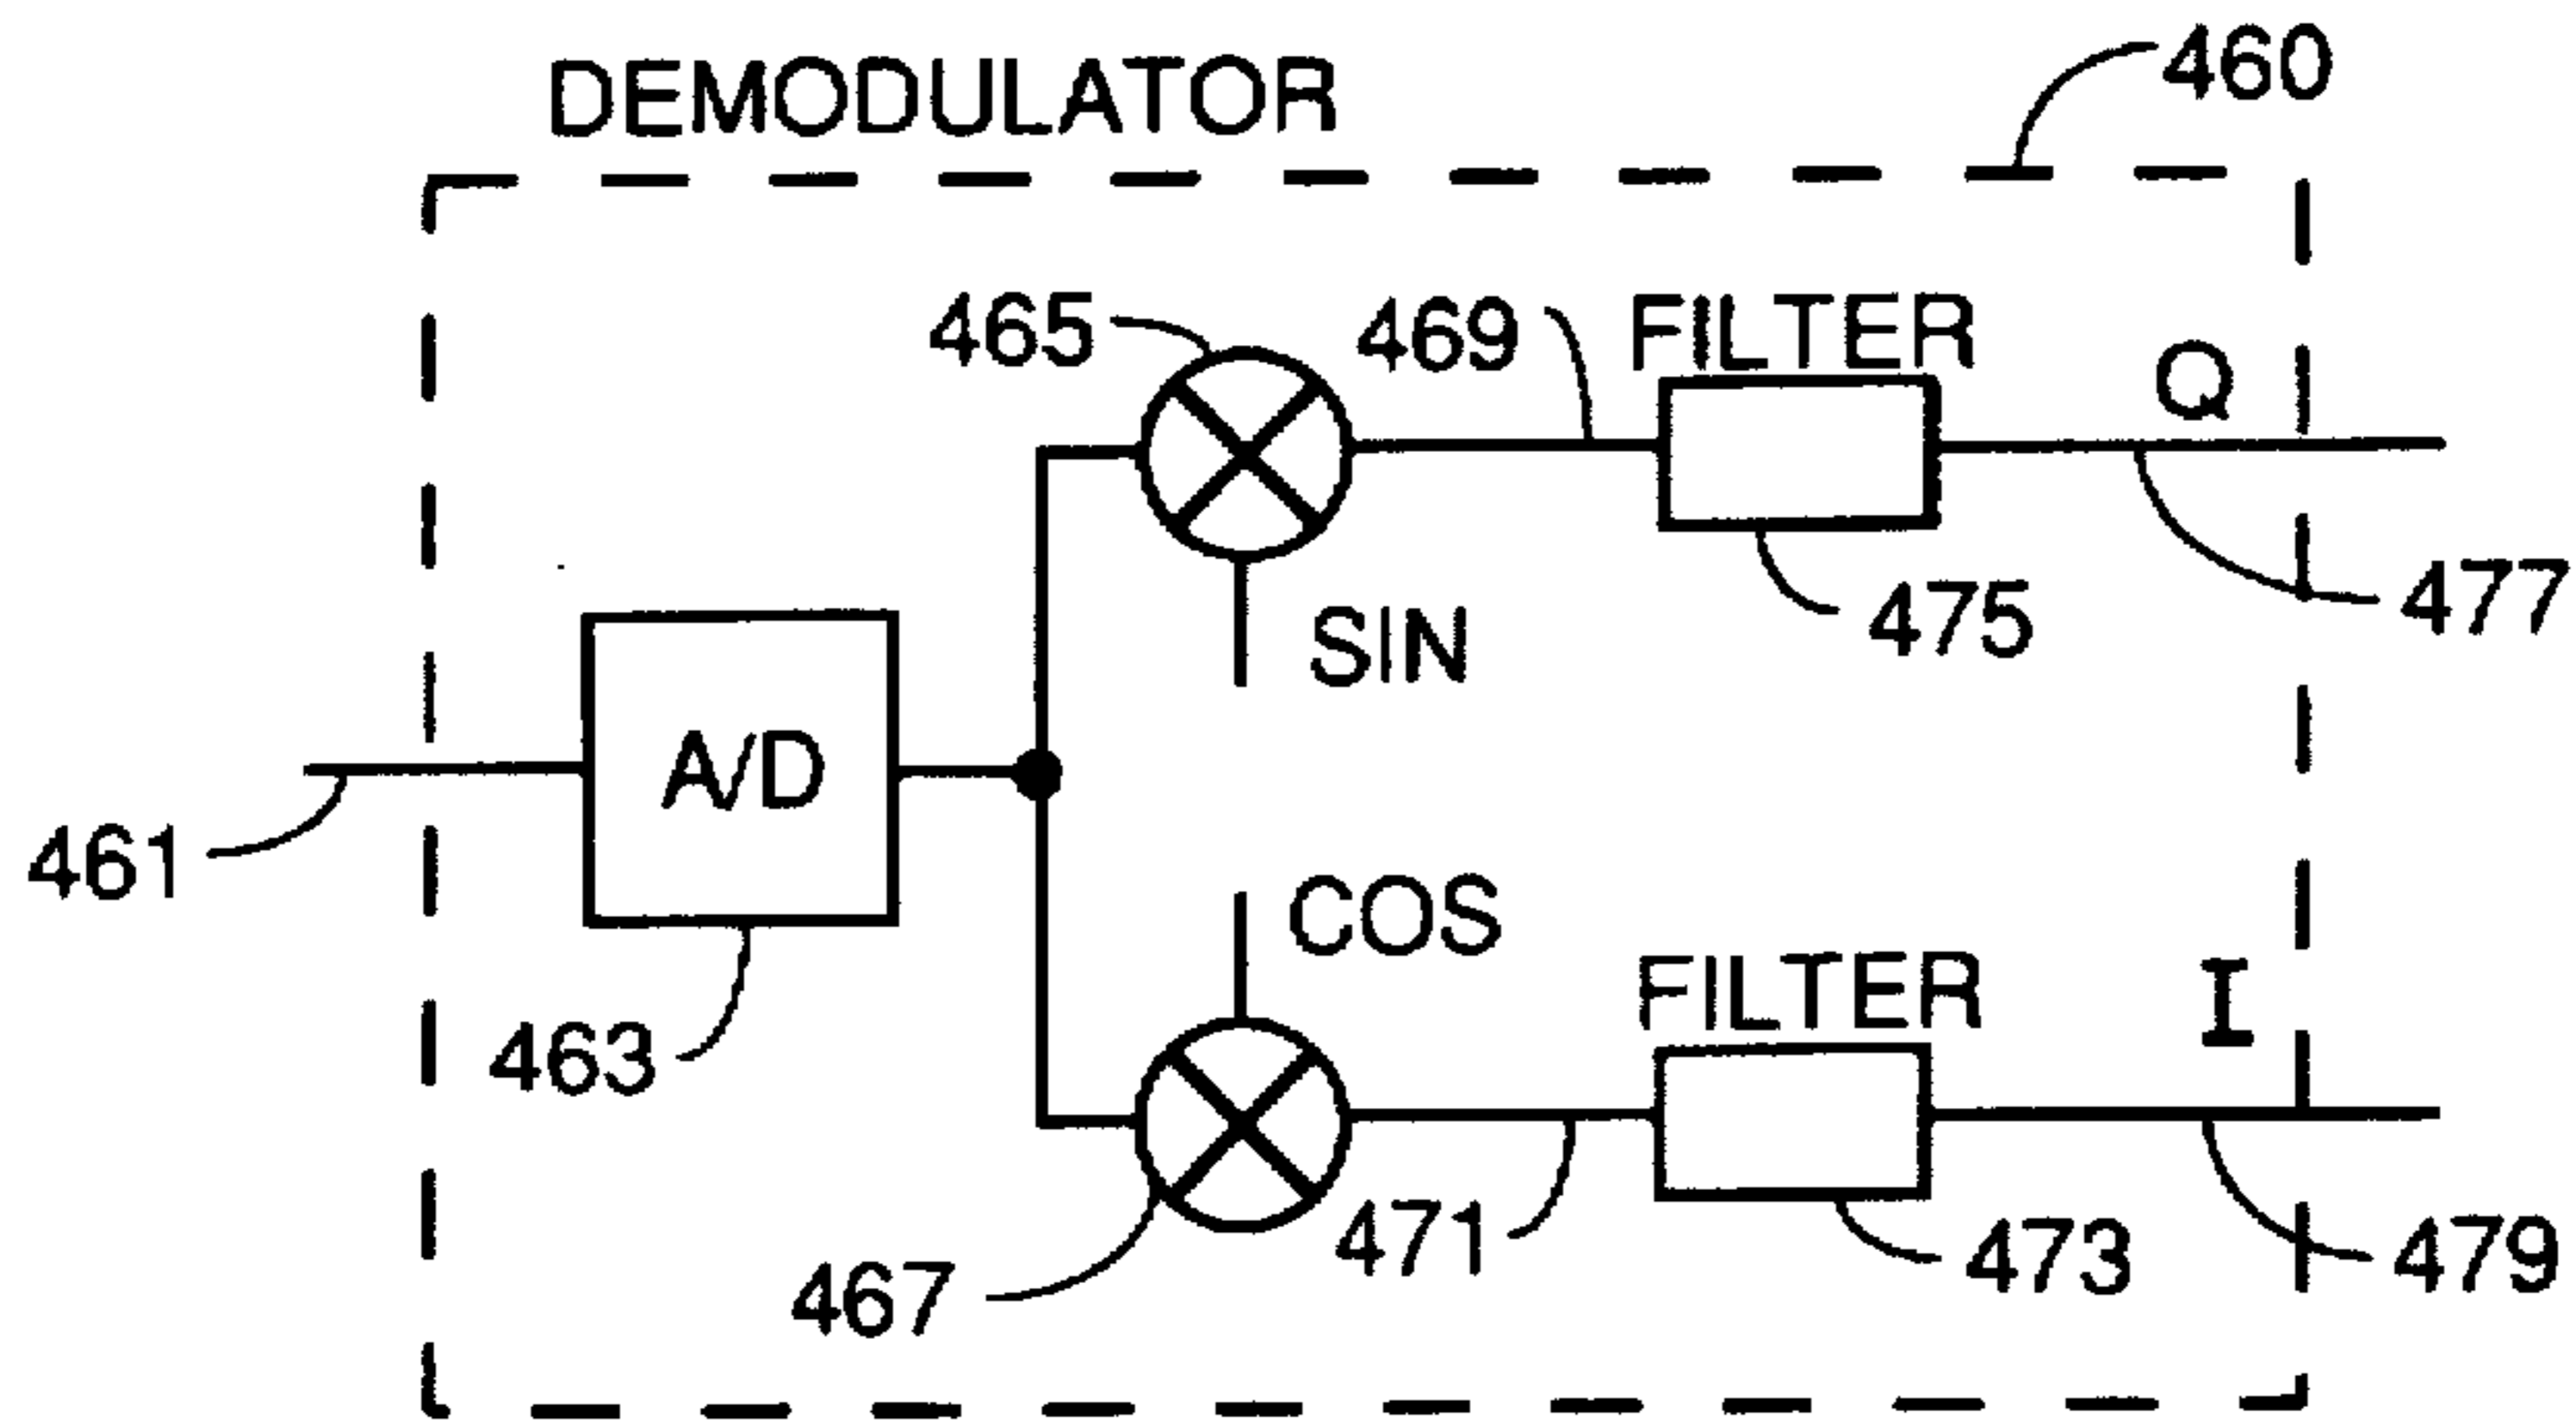 DEMODULATOR
460
465
469
FILTER
Q
475
477
SIN
A/D
461
463
COS
FILTER
I
467
471
473
479